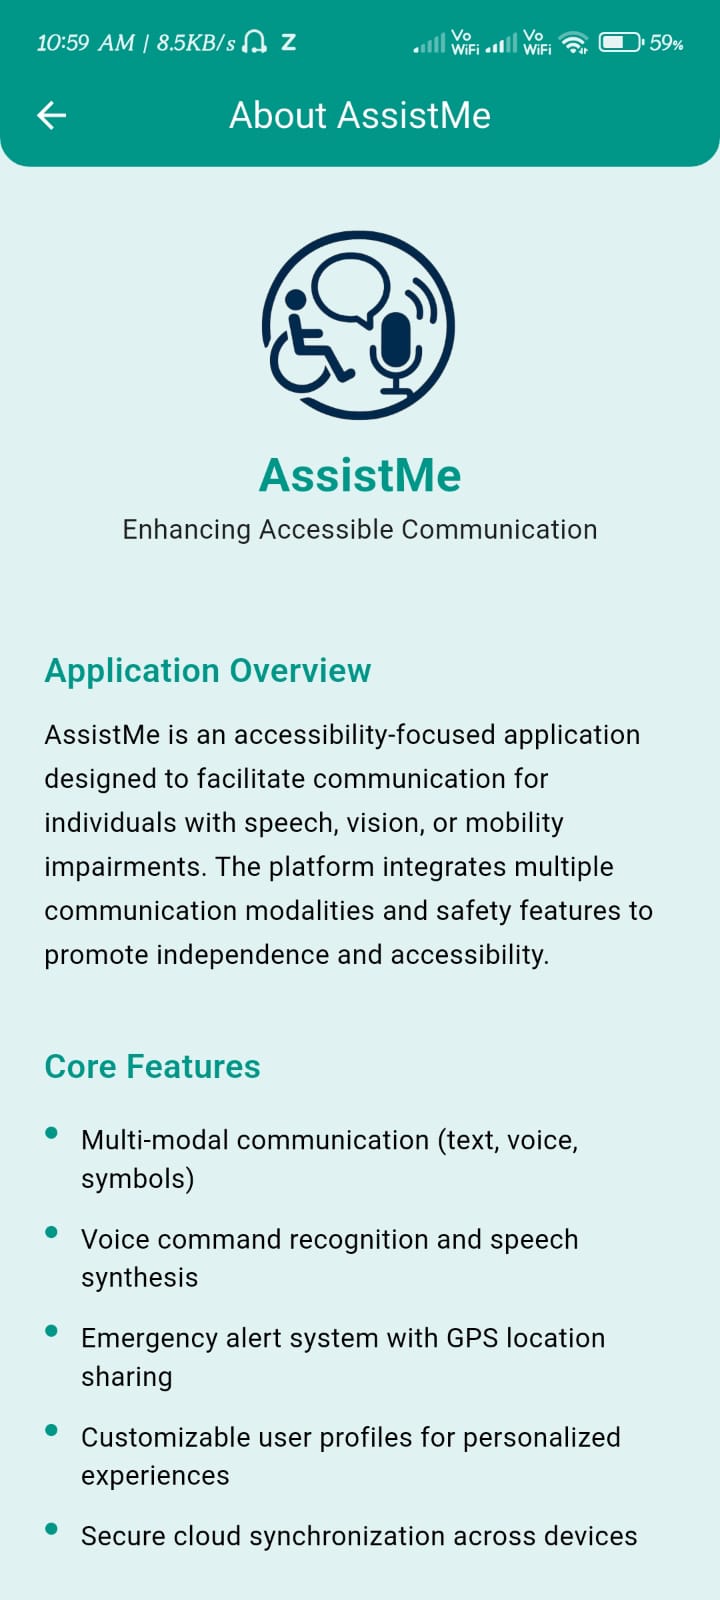 10:59 AM | 8.5KB/s Z Vo WiFi Vo WiFi 59%
About AssistMe
AssistMe
Enhancing Accessible Communication
Application Overview
AssistMe is an accessibility-focused application
designed to facilitate communication for
individuals with speech, vision, or mobility
impairments. The platform integrates multiple
communication modalities and safety features to
promote independence and accessibility.
Core Features
• Multi-modal communication (text, voice,
symbols)
• Voice command recognition and speech
synthesis
• Emergency alert system with GPS location
sharing
• Customizable user profiles for personalized
experiences
• Secure cloud synchronization across devices